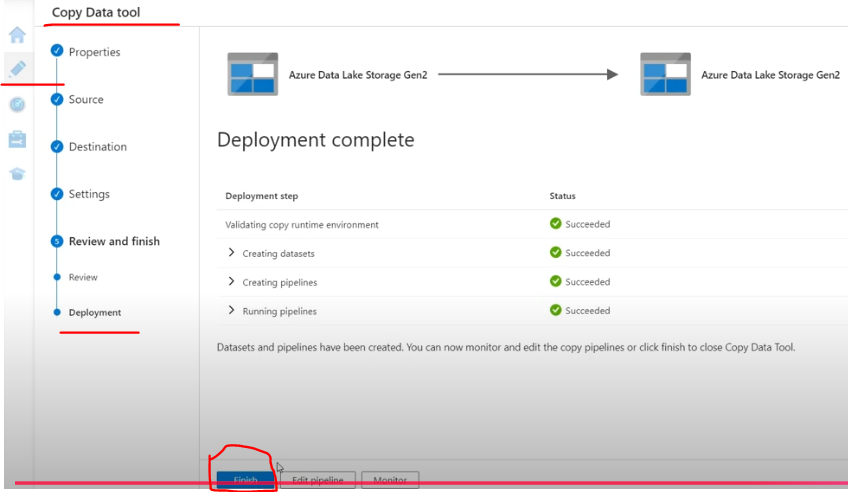 Copy Data tool
Properties
Source
Destination
Settings
5 Review and finish
Review
Deployment
Azure Data Lake Storage Gen2
Azure Data Lake Storage Gen2
Deployment complete
Deployment step Status
Validating copy runtime environment Succeeded
Creating datasets Succeeded
Creating pipelines Succeeded
Running pipelines Succeeded
Datasets and pipelines have been created. You can now monitor and edit the copy pipelines or click finish to close Copy Data Tool.
Finish Edit pipeline Monitor